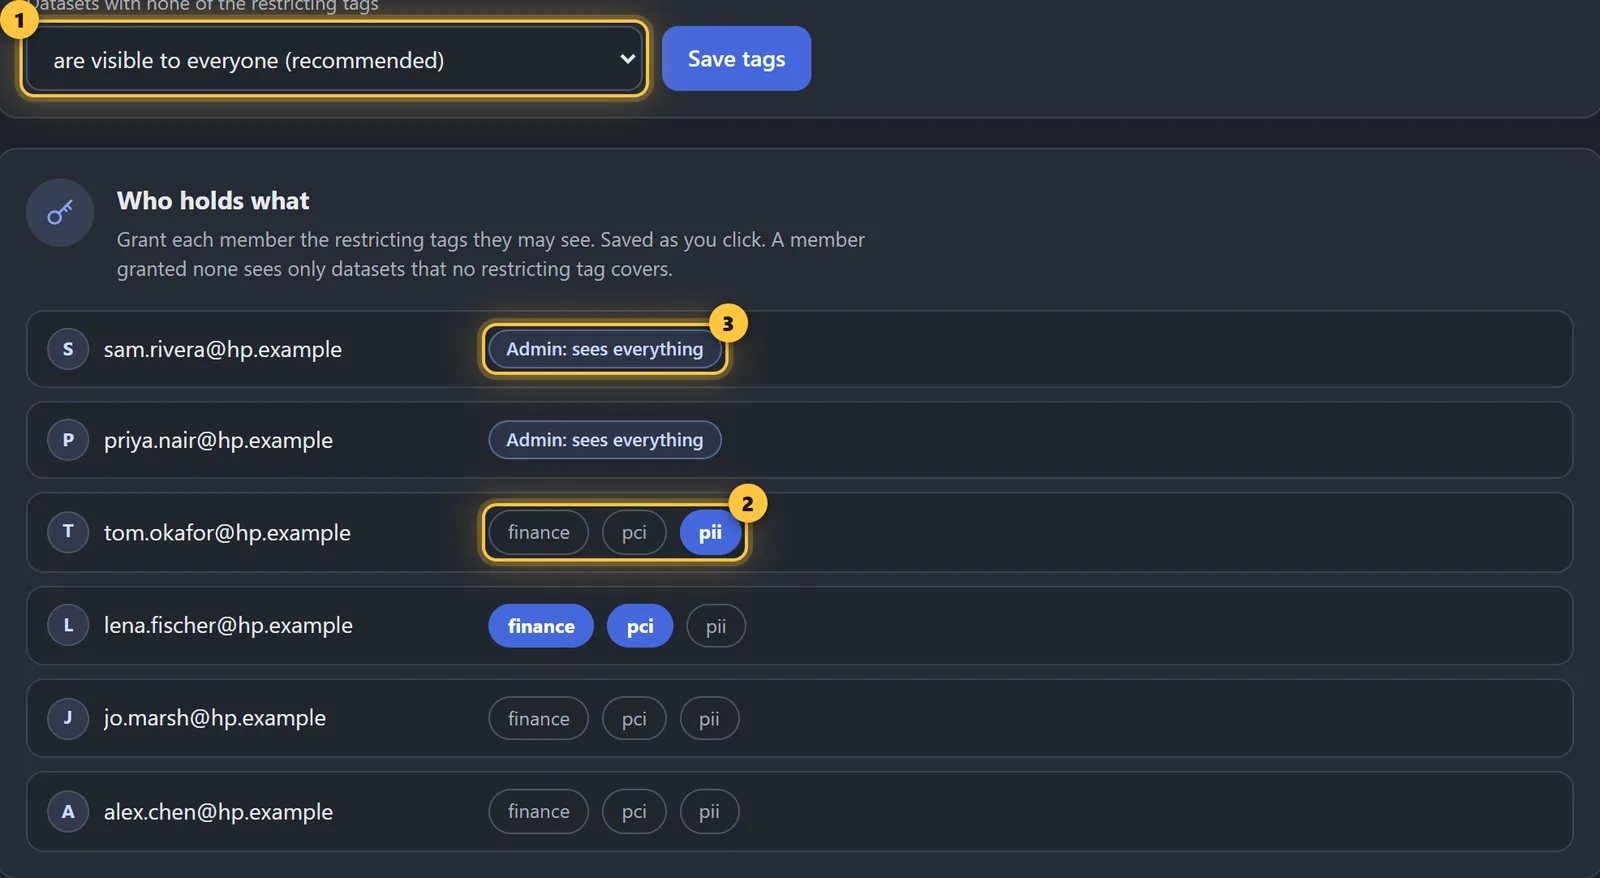 Datasets with none of the restricting tags
1
are visible to everyone (recommended)
Save tags
Who holds what
Grant each member the restricting tags they may see. Saved as you click. A member
granted none sees only datasets that no restricting tag covers.
3
S sam.rivera@hp.example Admin: sees everything
P priya.nair@hp.example Admin: sees everything
2
T tom.okafor@hp.example finance pci pii
L lena.fischer@hp.example finance pci pii
J jo.marsh@hp.example finance pci pii
A alex.chen@hp.example finance pci pii